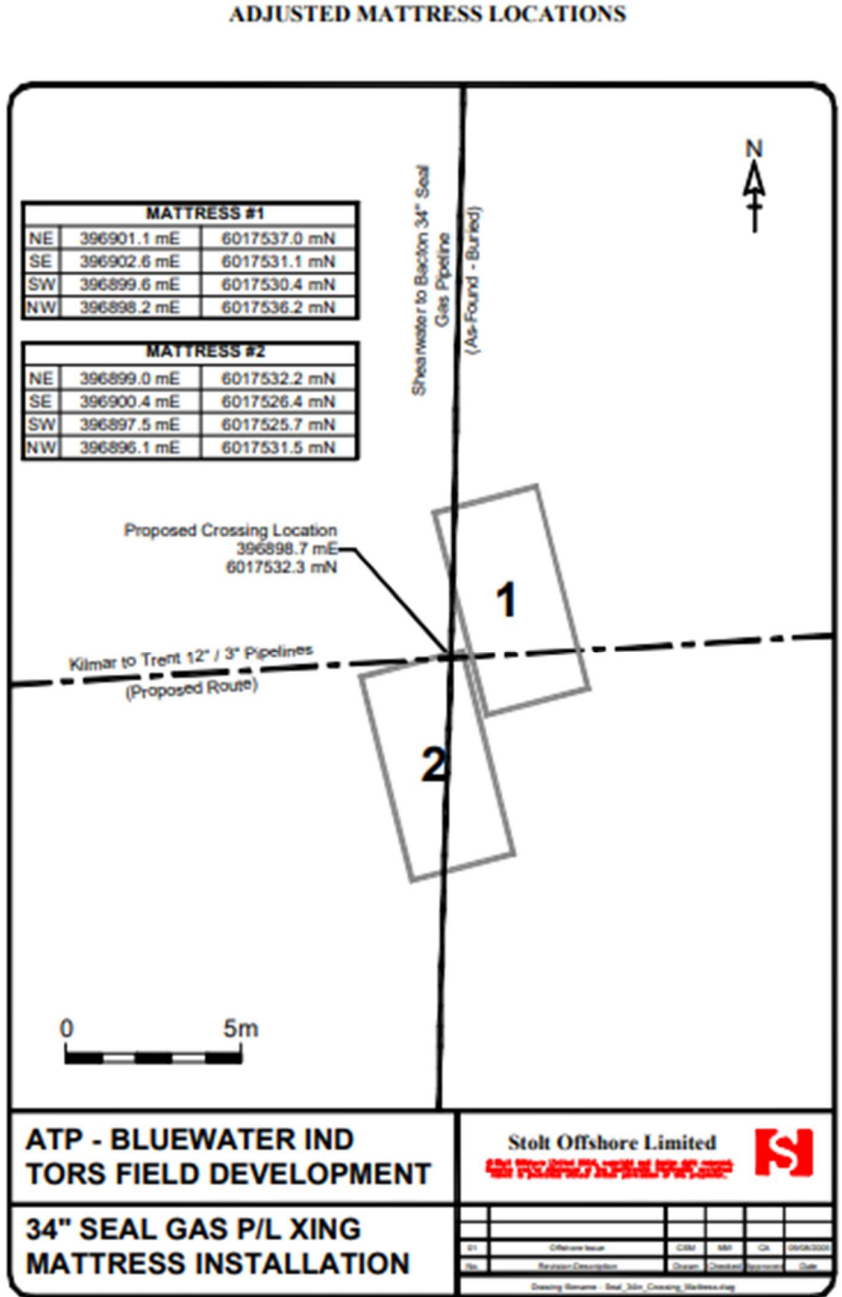 ADJUSTED MATTRESS LOCATIONS
N
MATTRESS #1
NE 396901.1 mE 6017537.0 mN
SE 396902.6 mE 6017531.1 mN
SW 396899.6 mE 6017530.4 mN
NW 396898.2 mE 6017536.2 mN
MATTRESS #2
NE 396899.0 mE 6017532.2 mN
SE 396900.4 mE 6017526.4 mN
SW 396897.5 mE 6017525.7 mN
NW 396896.1 mE 6017531.5 mN
Shearwater to Bacton 34" Seal
Gas Pipeline
(As-Found - Buried)
Proposed Crossing Location
396898.7 mE
6017532.3 mN
1
Kilmar to Trent 12" / 3" Pipelines
(Proposed Route)
2
0 5m
ATP - BLUEWATER IND
TORS FIELD DEVELOPMENT
Stolt Offshore Limited
S
34" SEAL GAS P/L XING
MATTRESS INSTALLATION
01 Offshore Issue
No. Revision Description Drawn Checked Approved Date